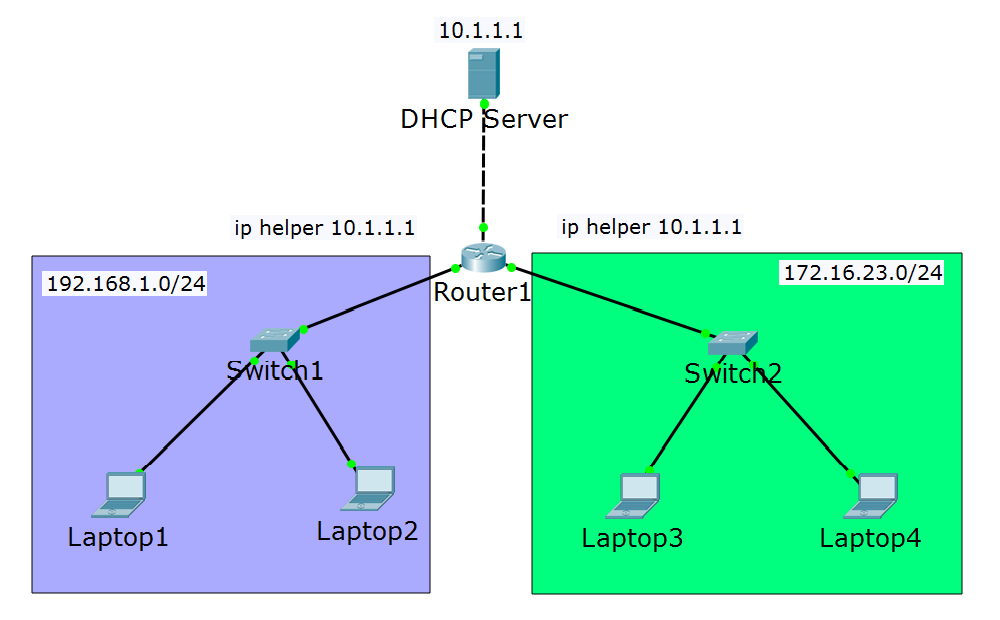 10.1.1.1
DHCP Server
ip helper 10.1.1.1
ip helper 10.1.1.1
192.168.1.0/24
172.16.23.0/24
Router1
Switch1
Switch2
Laptop1
Laptop2
Laptop3
Laptop4